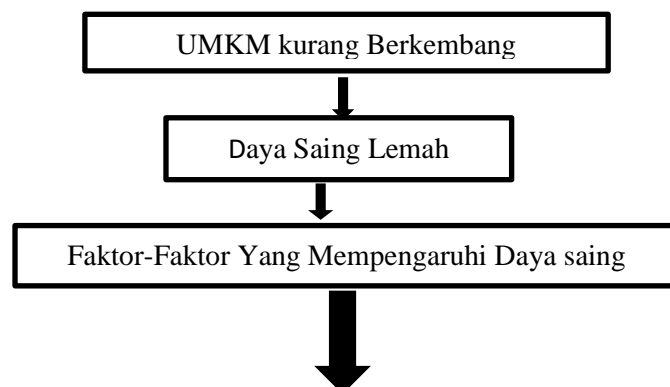 UMKM kurang Berkembang
Daya Saing Lemah
Faktor-Faktor Yang Mempengaruhi Daya saing